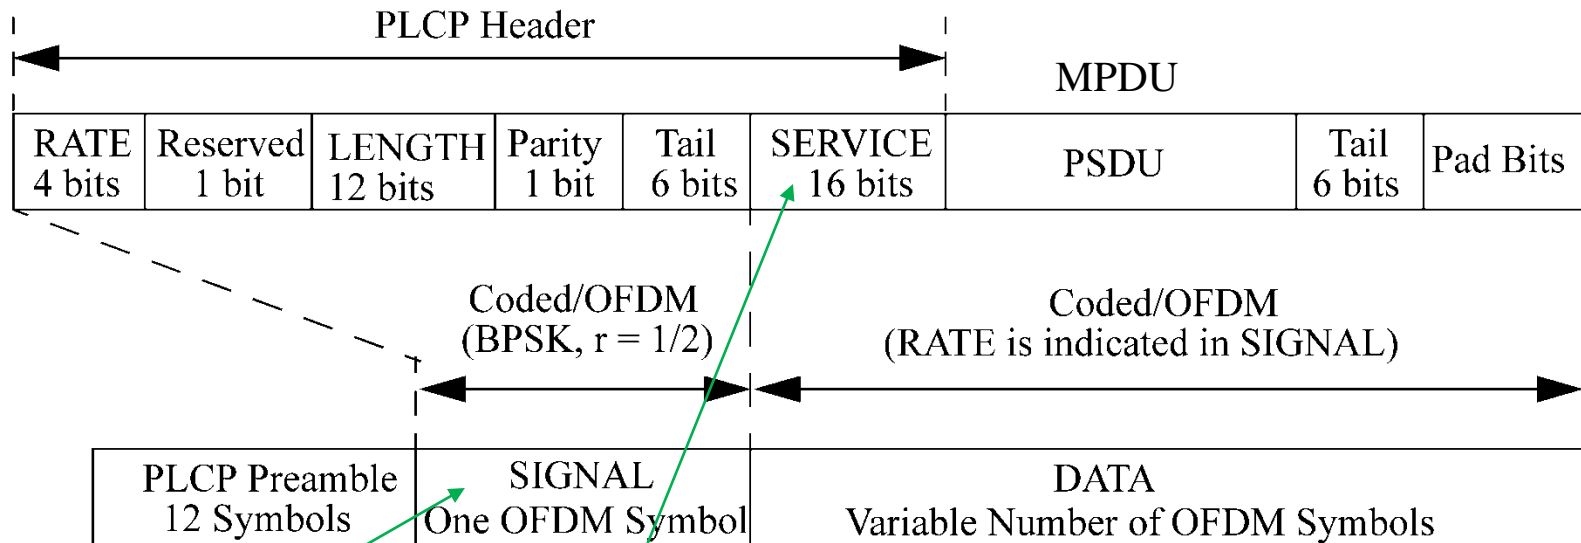 PLCP Header
MPDU
RATE
4 bits
Reserved
1 bit
LENGTH
12 bits
Parity
1 bit
Tail
6 bits
SERVICE
16 bits
PSDU
Tail
6 bits
Pad Bits
Coded/OFDM
(BPSK, r = 1/2)
Coded/OFDM
(RATE is indicated in SIGNAL)
PLCP Preamble
12 Symbols
SIGNAL
One OFDM Symbol
DATA
Variable Number of OFDM Symbols